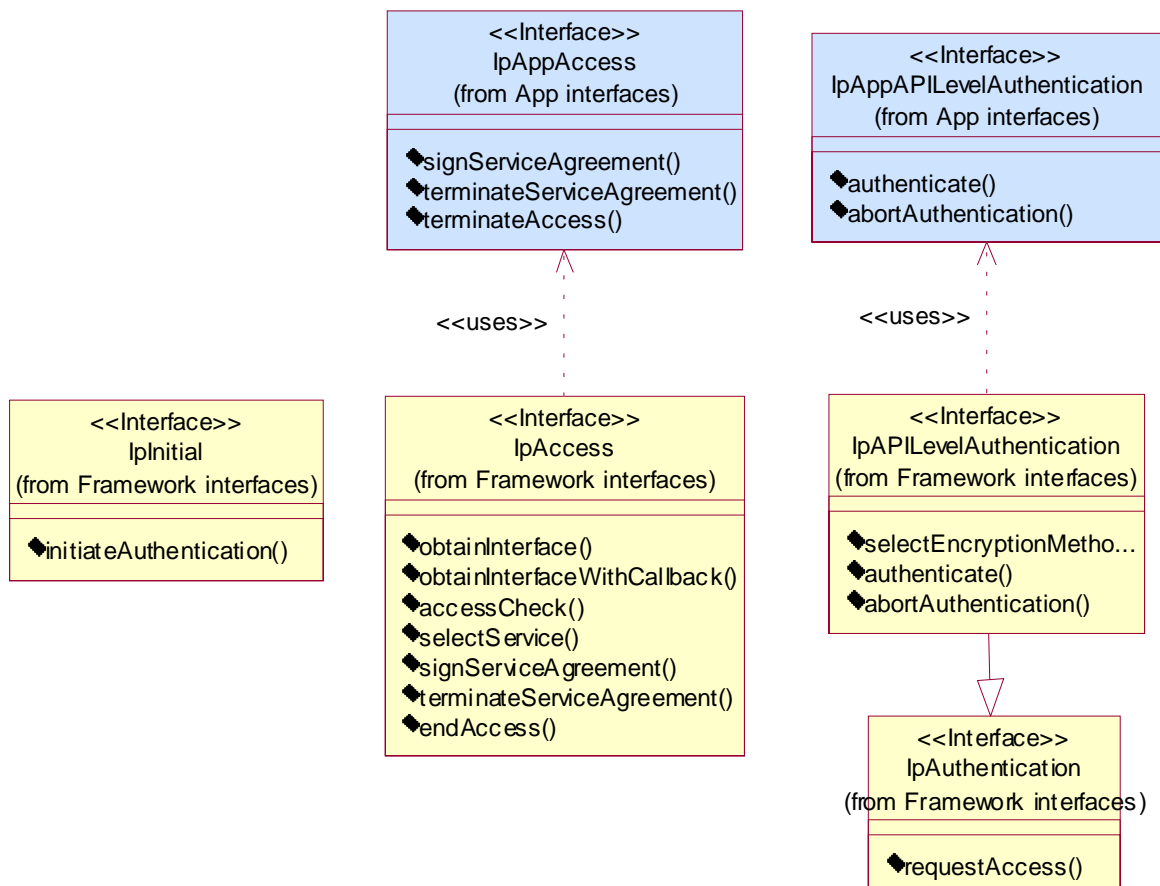 <<Interface>>
IpAppAccess
(from App interfaces)
signServiceAgreement()
terminateServiceAgreement()
terminateAccess()
<<Interface>>
IpAppAPILevelAuthentication
(from App interfaces)
authenticate()
abortAuthentication()
<<uses>>
<<uses>>
<<Interface>>
IpInitial
(from Framework interfaces)
initiateAuthentication()
<<Interface>>
IpAccess
(from Framework interfaces)
obtainInterface()
obtainInterfaceWithCallback()
accessCheck()
selectService()
signServiceAgreement()
terminateServiceAgreement()
endAccess()
<<Interface>>
IpAPILevelAuthentication
(from Framework interfaces)
selectEncryptionMetho...
authenticate()
abortAuthentication()
<<Interface>>
IpAuthentication
(from Framework interfaces)
requestAccess()